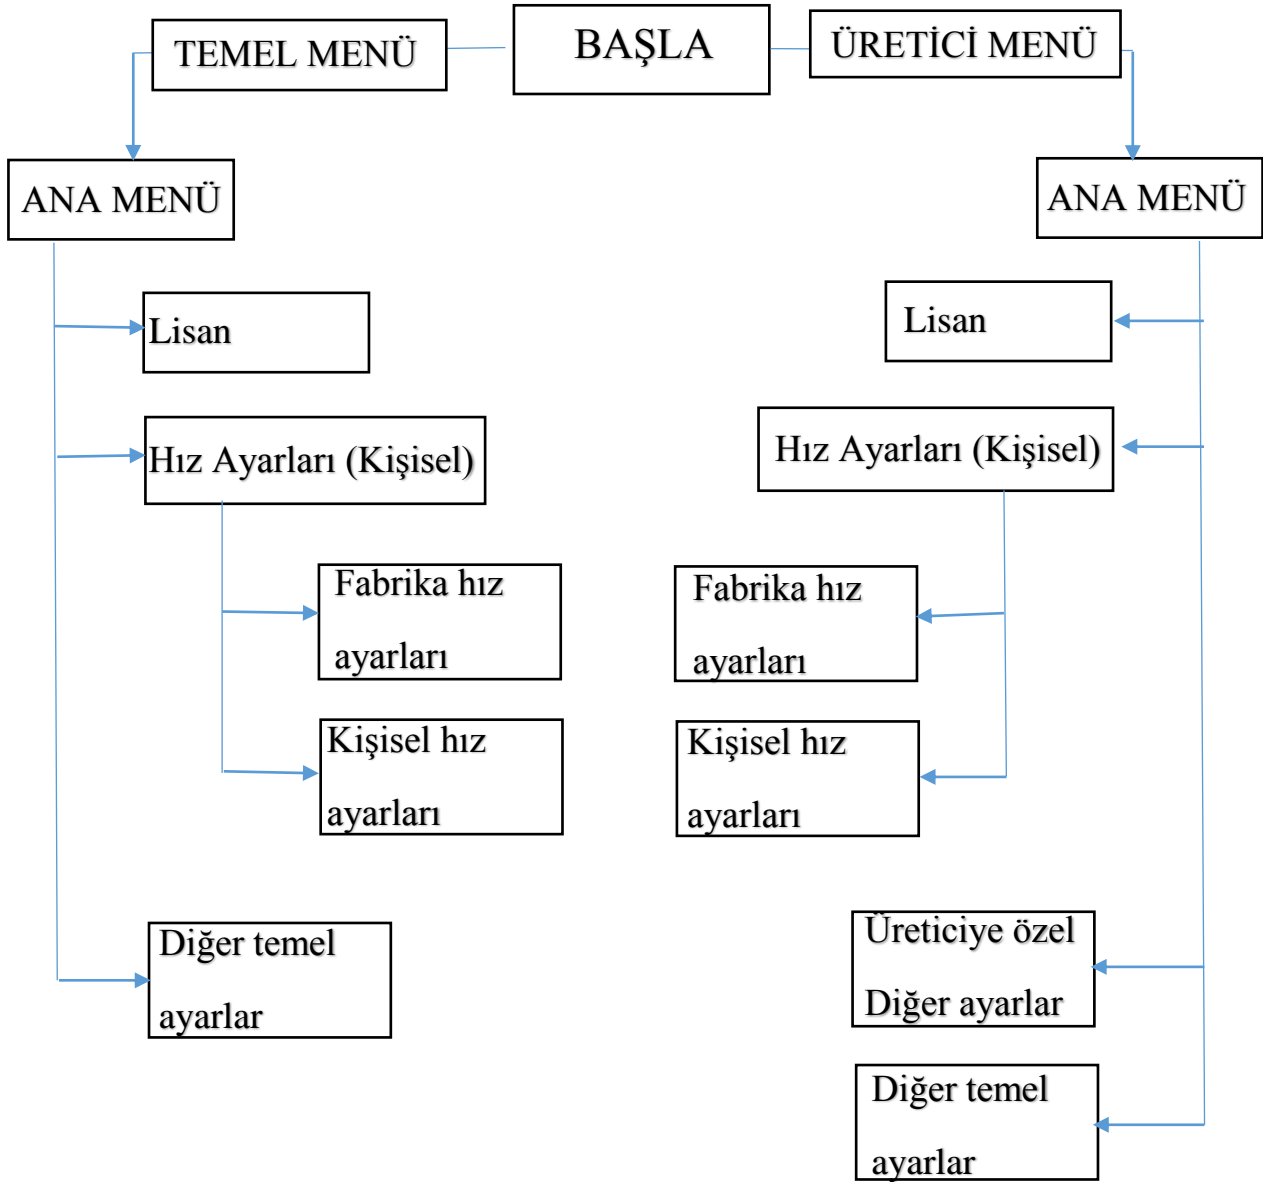 TEMEL MENÜ
BAŞLA
ÜRETİCİ MENÜ
ANA MENÜ
ANA MENÜ
Lisan
Lisan
Hız Ayarları (Kişisel)
Hız Ayarları (Kişisel)
Fabrika hız
ayarları
Fabrika hız
ayarları
Kişisel hız
ayarları
Kişisel hız
ayarları
Diğer temel
ayarlar
Üreticiye özel
Diğer ayarlar
Diğer temel
ayarlar